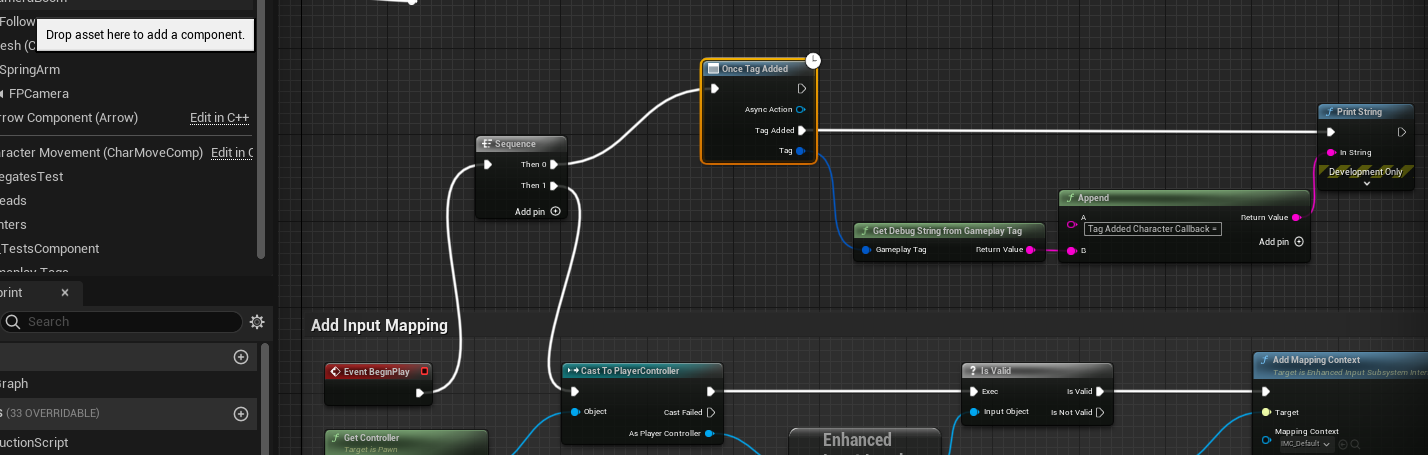 Follow
Drop asset here to add a component.
esh (C
SpringArm
FPCamera
rrow Component (Arrow)
Edit in C++
aracter Movement (CharMoveComp)
Edit in C
egatesTest
eads
nters
_TestsComponent
print
Search
Graph
S (33 OVERRIDABLE)
uctionScript
Once Tag Added
Async Action
Tag Added
Tag
Sequence
Then 0
Then 1
Add pin
Print String
In String
Development Only
Append
A
Tag Added Character Callback =
Return Value
Add pin
B
Get Debug String from Gameplay Tag
Gameplay Tag
Return Value
Add Input Mapping
Event BeginPlay
Cast To PlayerController
Object
Cast Failed
As Player Controller
Get Controller
Target is Pawn
Is Valid
Exec
Is Valid
Input Object
Is Not Valid
Enhanced
Add Mapping Context
Target is Enhanced Input Subsystem Inter
Target
Mapping Context
IMC_Default